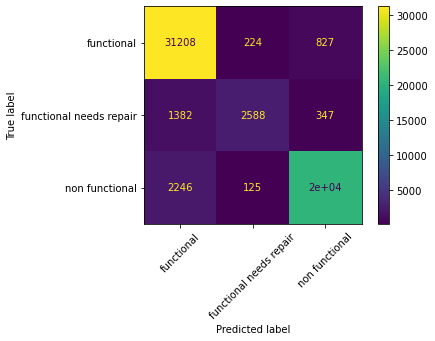 functional
31208 224 827
functional needs repair
1382 2588 347
non functional
2246 125 2e+04
True label
functional
functional needs repair
non functional
Predicted label
30000
25000
20000
15000
10000
5000